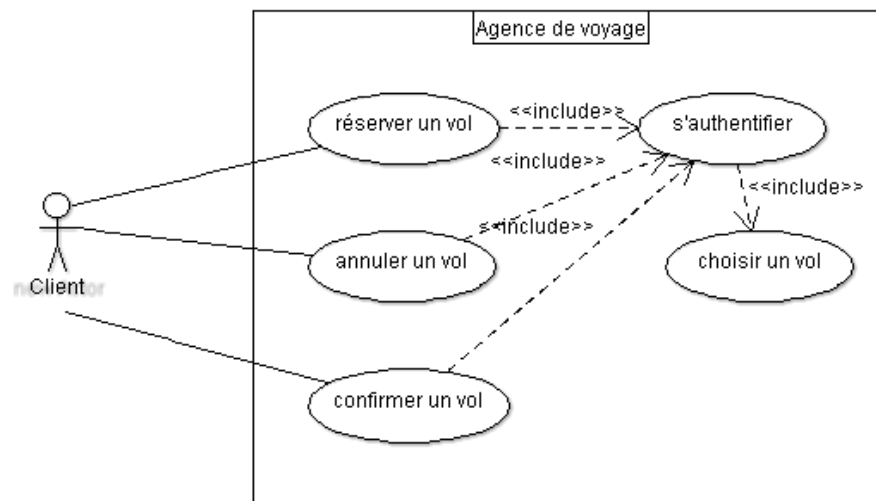 Agence de voyage
réserver un vol
<<include>>
s'authentifier
<<include>>
<<include>>
<<include>>
annuler un vol
choisir un vol
Client
confirmer un vol